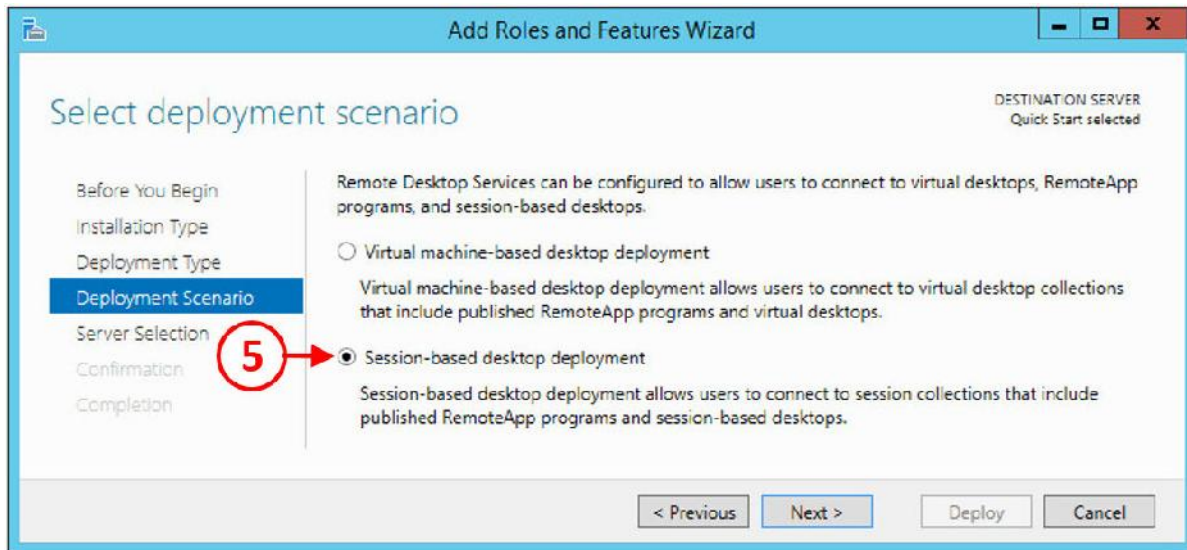 Add Roles and Features Wizard
Select deployment scenario
DESTINATION SERVER
Quick Start selected
Before You Begin
Installation Type
Deployment Type
Deployment Scenario
Server Selection
Confirmation
Completion
Remote Desktop Services can be configured to allow users to connect to virtual desktops, RemoteApp
programs, and session-based desktops.
Virtual machine-based desktop deployment
Virtual machine-based desktop deployment allows users to connect to virtual desktop collections
that include published RemoteApp programs and virtual desktops.
5
Session-based desktop deployment
Session-based desktop deployment allows users to connect to session collections that include
published RemoteApp programs and session-based desktops.
< Previous
Next >
Deploy
Cancel